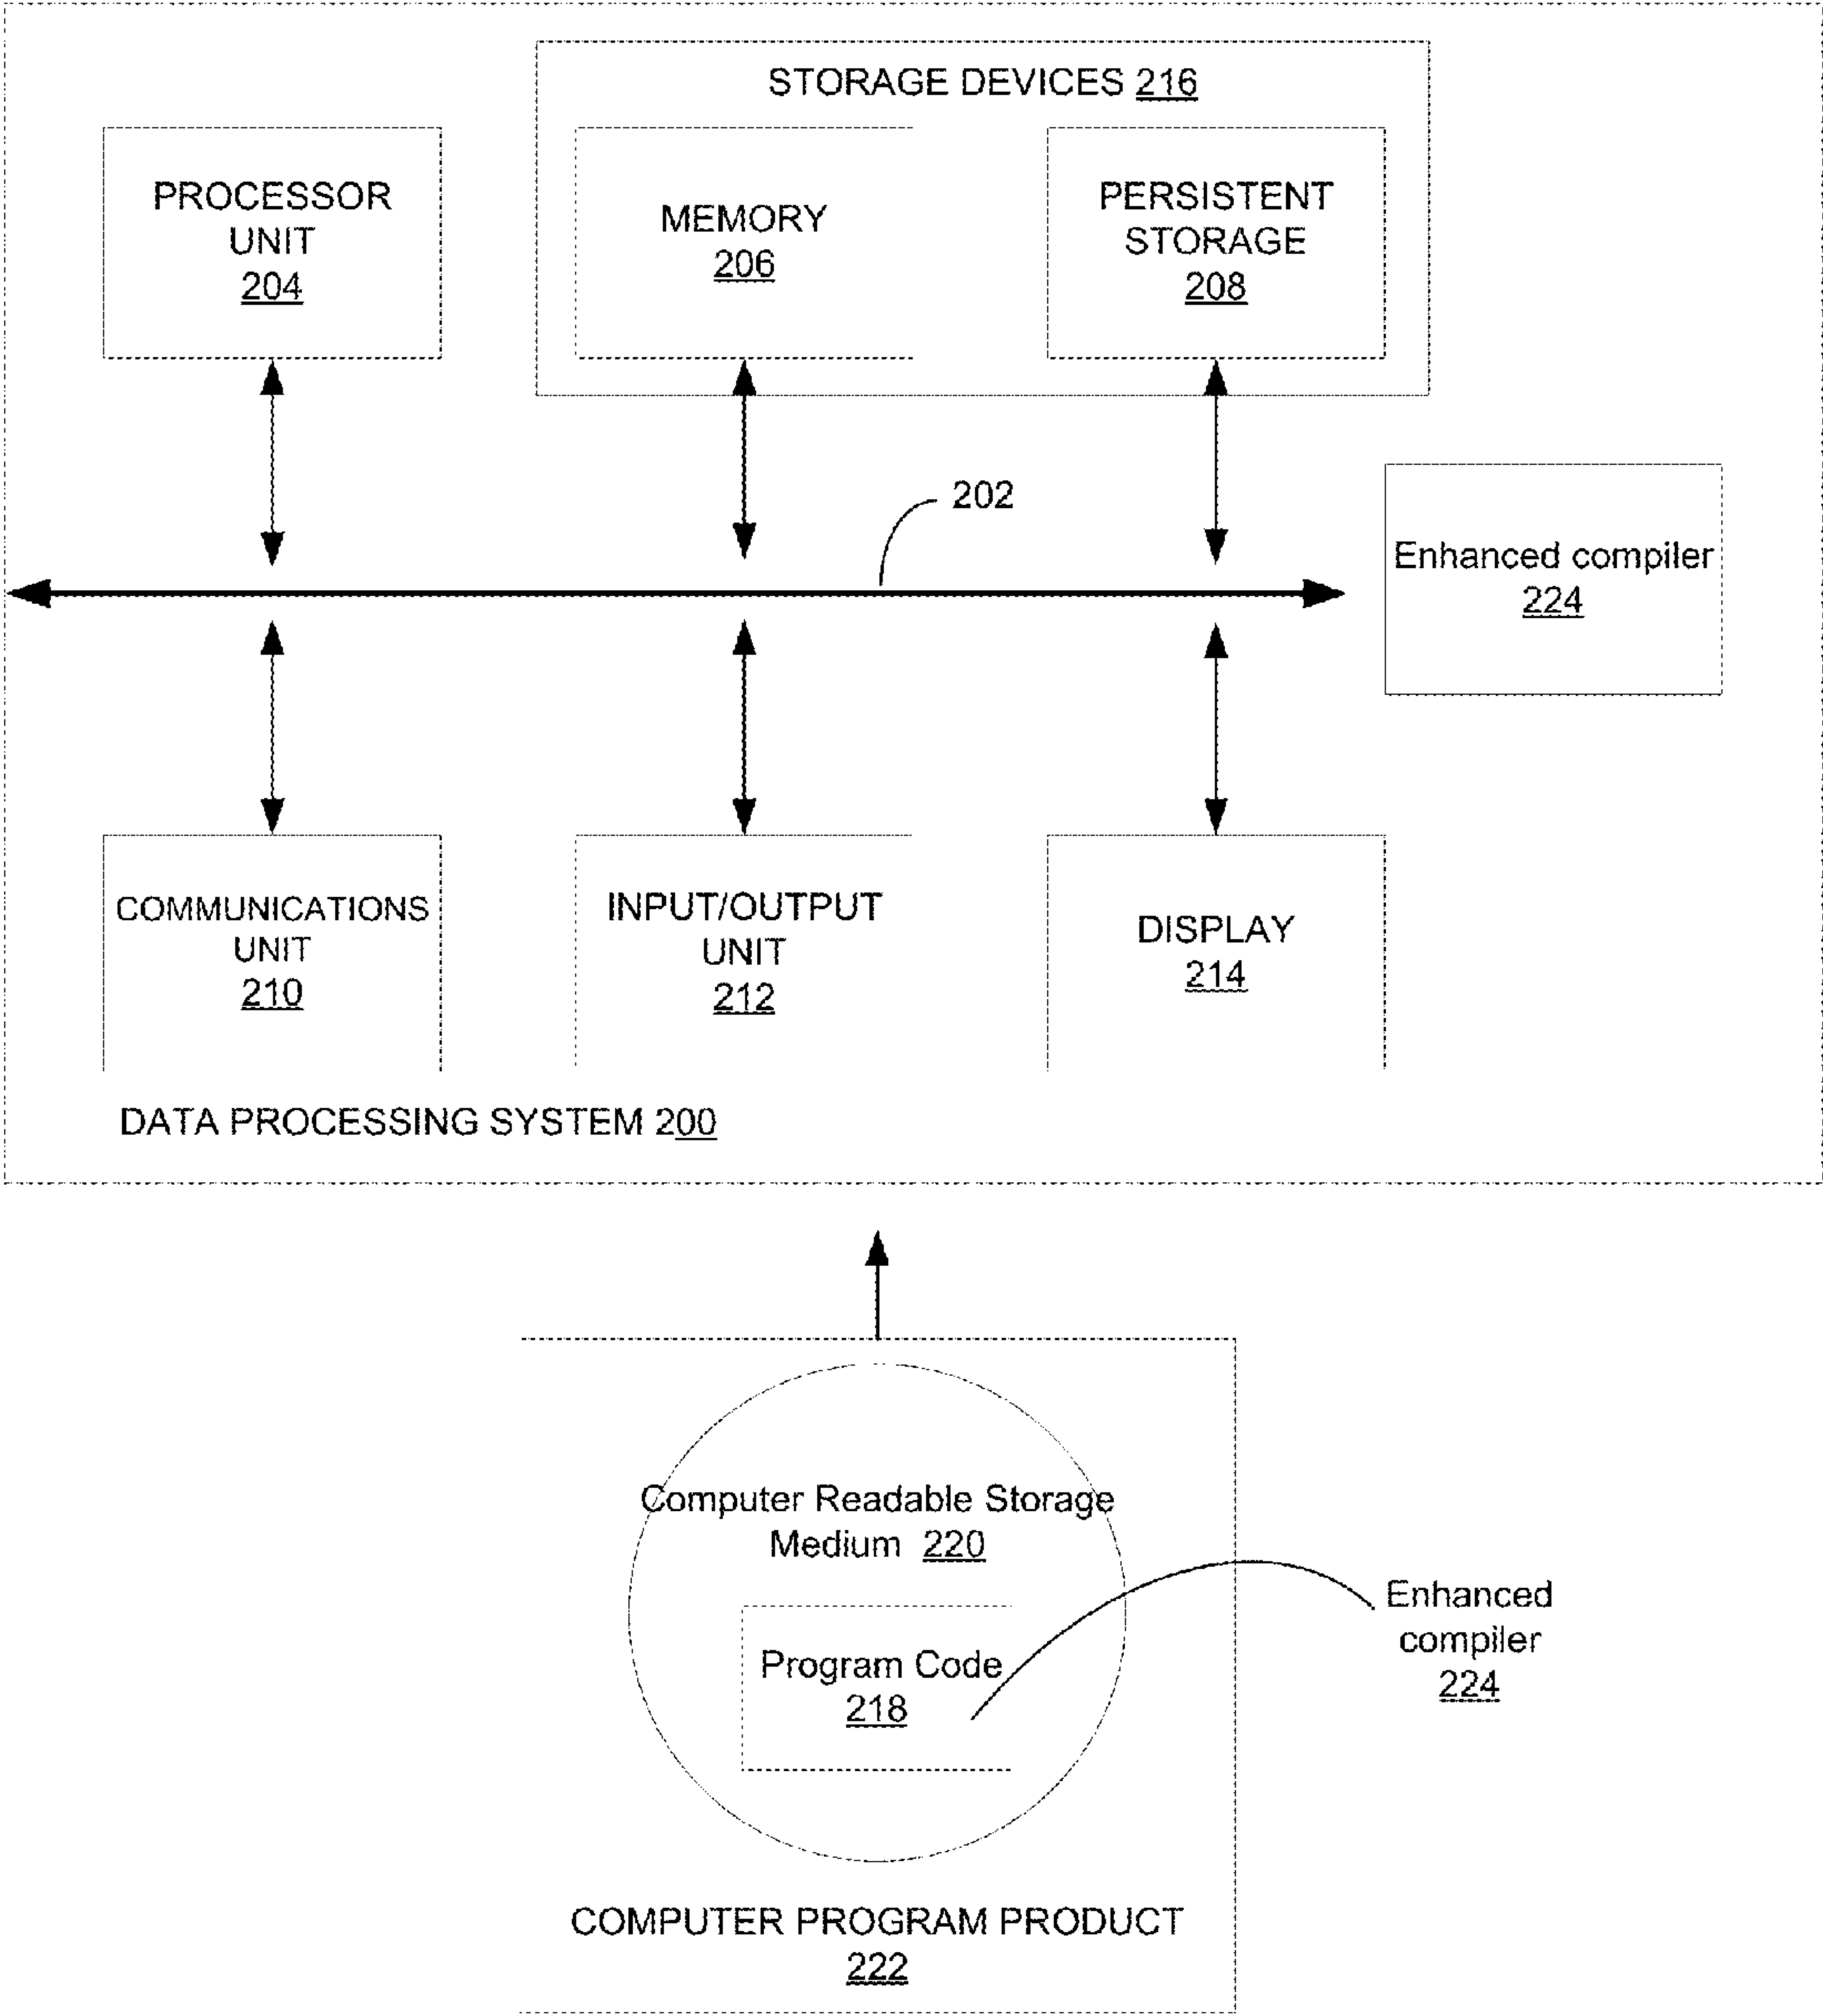 STORAGE DEVICES 216
PROCESSOR
UNIT
204
MEMORY
206
PERSISTENT
STORAGE
208
202
Enhanced compiler
224
COMMUNICATIONS
UNIT
210
INPUT/OUTPUT
UNIT
212
DISPLAY
214
DATA PROCESSING SYSTEM 200
Computer Readable Storage
Medium 220
Program Code
218
Enhanced
compiler
224
COMPUTER PROGRAM PRODUCT
222